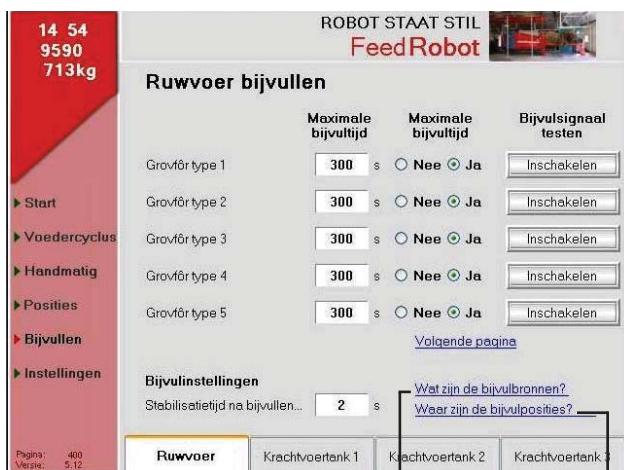 14 54
9590
713kg
ROBOT STAAT STIL
FeedRobot
Ruwvoer bijvullen
Maximale bijvultijd
Maximale bijvultijd
Bijvulsignaal testen
Grovfôr type 1 300 s Nee Ja Inschakelen
Grovfôr type 2 300 s Nee Ja Inschakelen
Grovfôr type 3 300 s Nee Ja Inschakelen
Grovfôr type 4 300 s Nee Ja Inschakelen
Grovfôr type 5 300 s Nee Ja Inschakelen
Volgende pagina
Start
Voedercyclus
Handmatig
Posities
Bijvullen
Instellingen
Bijvulinstellingen
Stabilisatietijd na bijvullen... 2 s
Wat zijn de bijvulbronnen?
Waar zijn de bijvulposities?
Pagina: 400
Versie: 5.12
Ruwvoer
Krachtvoertank 1
Krachtvoertank 2
Krachtvoertank 3